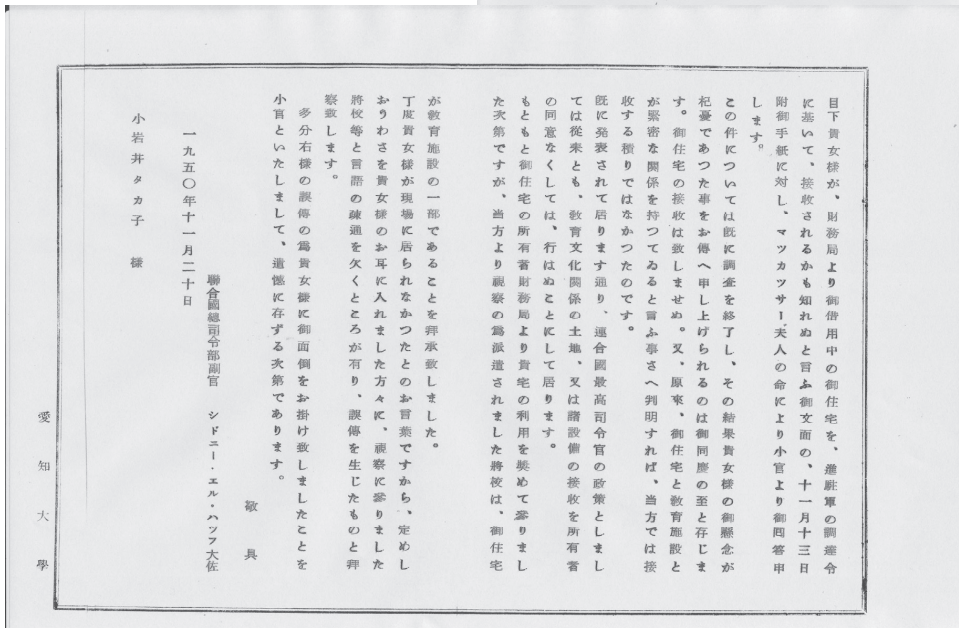 目下貴女様が、財務局より御借用中の御住宅を、進駐軍の調達令
に基いて、接收されるかも知れぬと言ふ御文面の、十一月十三日
附御手紙に対し、マツカツサー夫人の命により小官より御囘答申
します。
この件については既に調査を終了し、その結果貴女様の御懸念が
杞憂であつた事をお傳へ申し上げられるのは御同慶の至と存じま
す。御住宅の接收は致しませぬ。又、原來、御住宅と教育施設と
が緊密な関係を持つてゐると言ふ事さへ判明すれば、当方では接
收する積りではなかつたのです。
既に発表されて居ります通り、連合國最高司令官の政策としまし
ては從来とも、教育文化関係の土地、又は諸設備の接收を所有者
の同意なくしては、行はぬことにして居ります。
もともと御住宅の所有者財務局より貴宅の利用を奬めて參りまし
た次第ですが、当方より視察の爲派遣されました將校は、御住宅
が教育施設の一部であることを拜承致しました。
丁度貴女様が現場に居られなかつたとのお言葉ですから、定めし
おりわさを貴女様のお耳に入れました方々に、視察に參りました
將校等と言語の疎通を欠くところが有り、誤傳を生じたものと拜
察致します。
多分右様の誤傳の爲貴女様に御面倒をお掛け致しましたことを
小官といたしまして、遺憾に存ずる次第であります。
敬具
聯合國總司令部副官 シドニー・エル・ハツフ大佐
一九五〇年十一月二十日
小岩井タカ子 様
愛知大學